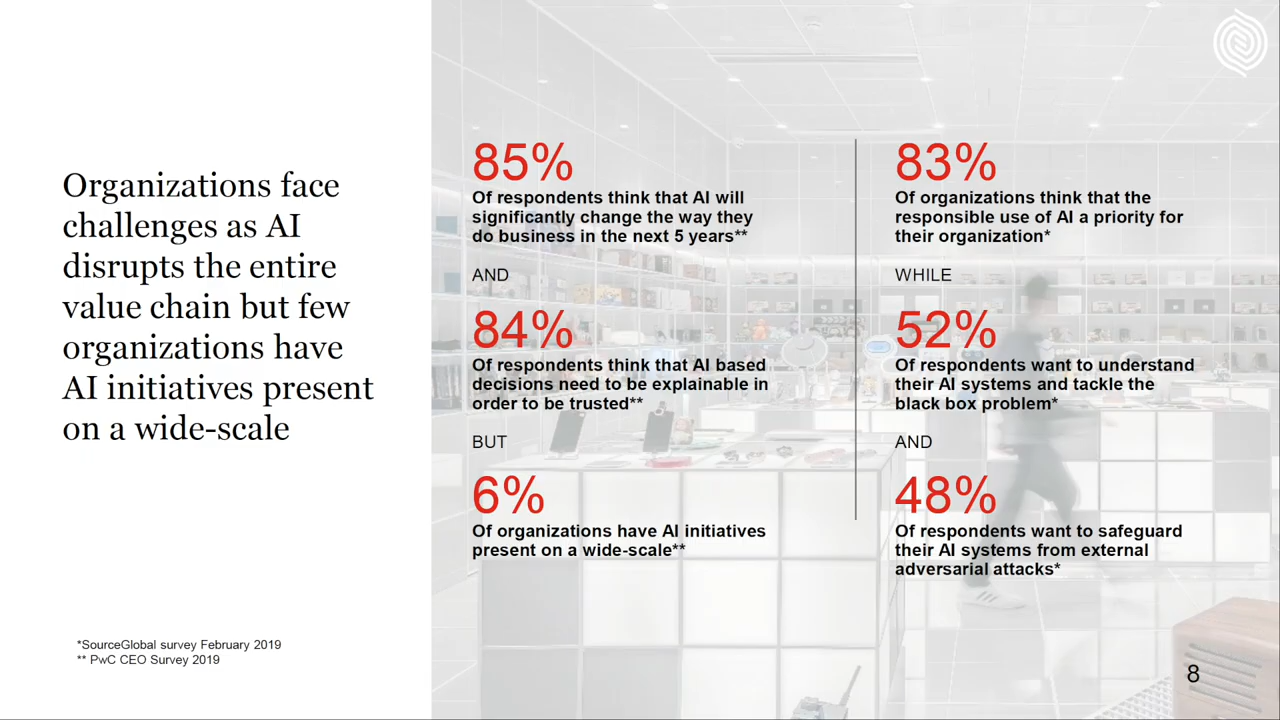 Organizations face
challenges as AI
disrupts the entire
value chain but few
organizations have
AI initiatives present
on a wide-scale
*SourceGlobal survey February 2019
** PwC CEO Survey 2019
85%
Of respondents think that AI will
significantly change the way they
do business in the next 5 years**
AND
84%
Of respondents think that AI based
decisions need to be explainable in
order to be trusted**
BUT
6%
Of organizations have AI initiatives
present on a wide-scale**
83%
Of organizations think that the
responsible use of AI a priority for
their organization*
WHILE
52%
Of respondents want to understand
their AI systems and tackle the
black box problem*
AND
48%
Of respondents want to safeguard
their AI systems from external
adversarial attacks*
8